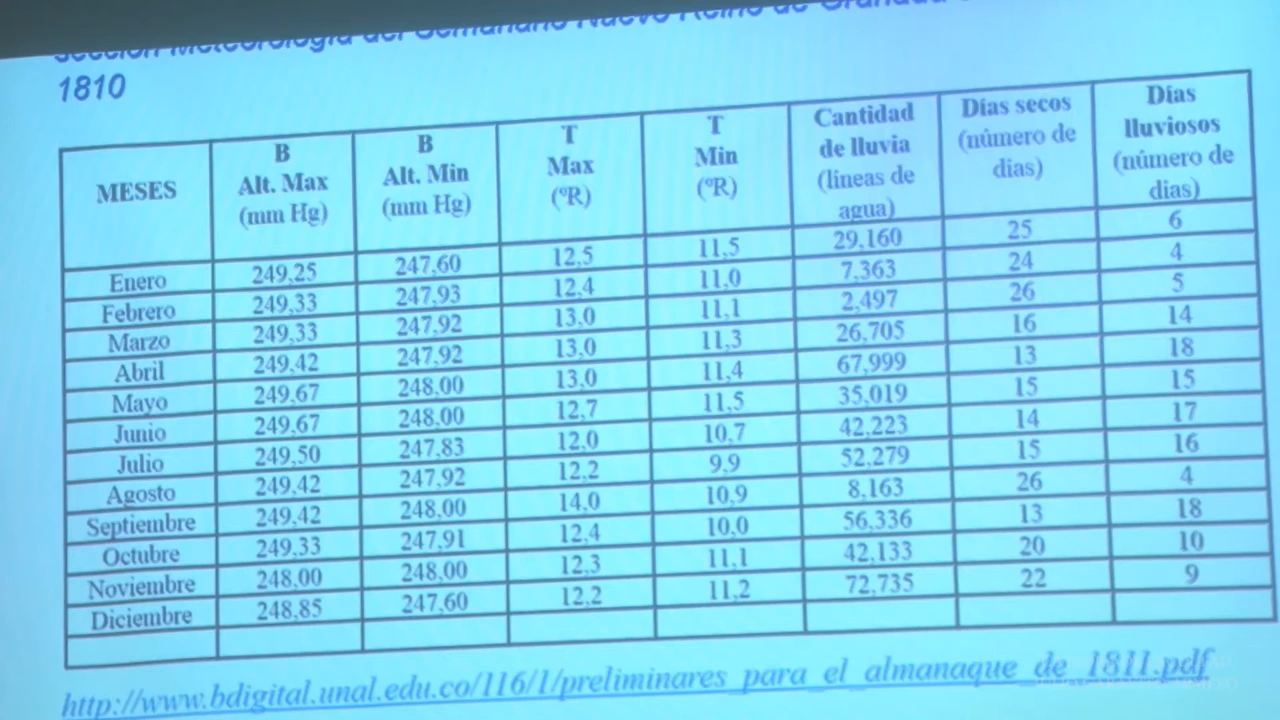 sección Meteorología del Semanario Nuevo Reino de Granada
1810
MESES B Alt. Max (mm Hg) B Alt. Min (mm Hg) T Max (ºR) T Min (ºR) Cantidad de lluvia (líneas de agua) Días secos (número de días) Días lluviosos (número de días)
Enero 249,25 247,60 12,5 11,5 29,160 25 6
Febrero 249,33 247,93 12,4 11,0 7,363 24 4
Marzo 249,33 247,92 13,0 11,1 2,497 26 5
Abril 249,42 247,92 13,0 11,3 26,705 16 14
Mayo 249,67 248,00 13,0 11,4 67,999 13 18
Junio 249,67 248,00 12,7 11,5 35,019 15 15
Julio 249,50 247,83 12,0 10,7 42,223 14 17
Agosto 249,42 247,92 12,2 9,9 52,279 15 16
Septiembre 249,42 248,00 14,0 10,9 8,163 26 4
Octubre 249,33 247,91 12,4 10,0 56,336 13 18
Noviembre 248,00 248,00 12,3 11,1 42,133 20 10
Diciembre 248,85 247,60 12,2 11,2 72,735 22 9
http://www.bdigital.unal.edu.co/116/1/preliminares_para_el_almanaque_de_1811.pdf